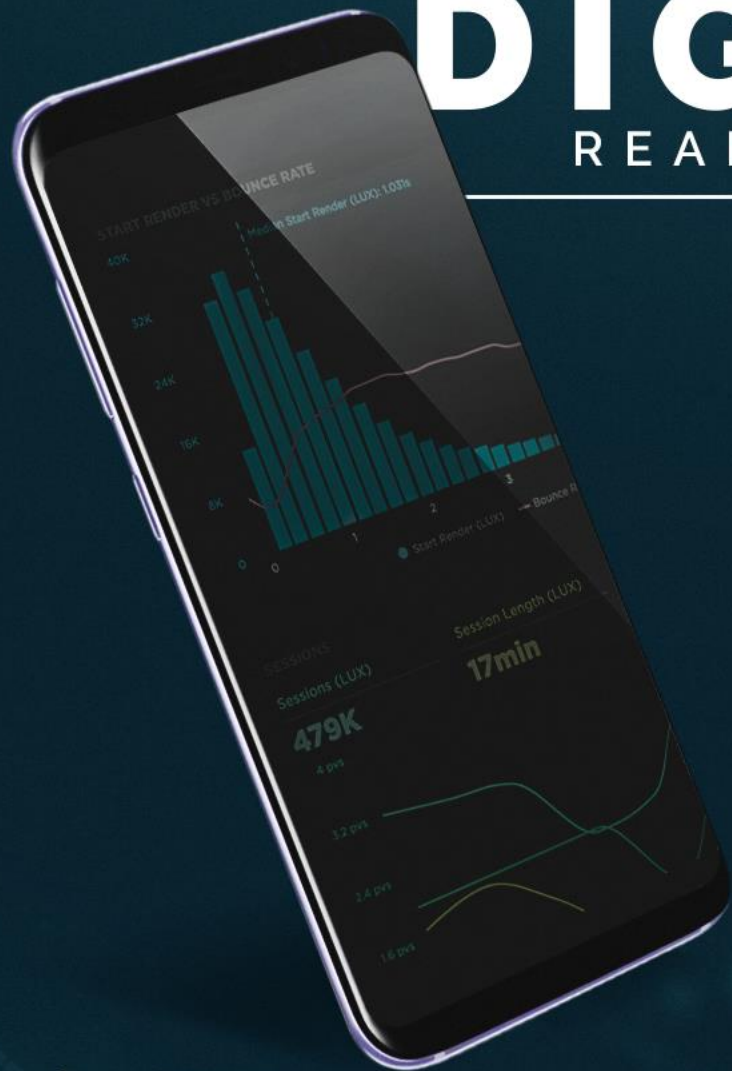 DIG
REA
START RENDER VS BOUNCE RATE
Median Start Render (LUX): 1.031s
40K
32K
24K
16K
8K
0
0 1 2 3
Start Render (LUX) Bounce R
SESSIONS
Sessions (LUX) Session Length (LUX)
479K 17min
4 pvs
3.2 pvs
2.4 pvs
1.6 pvs